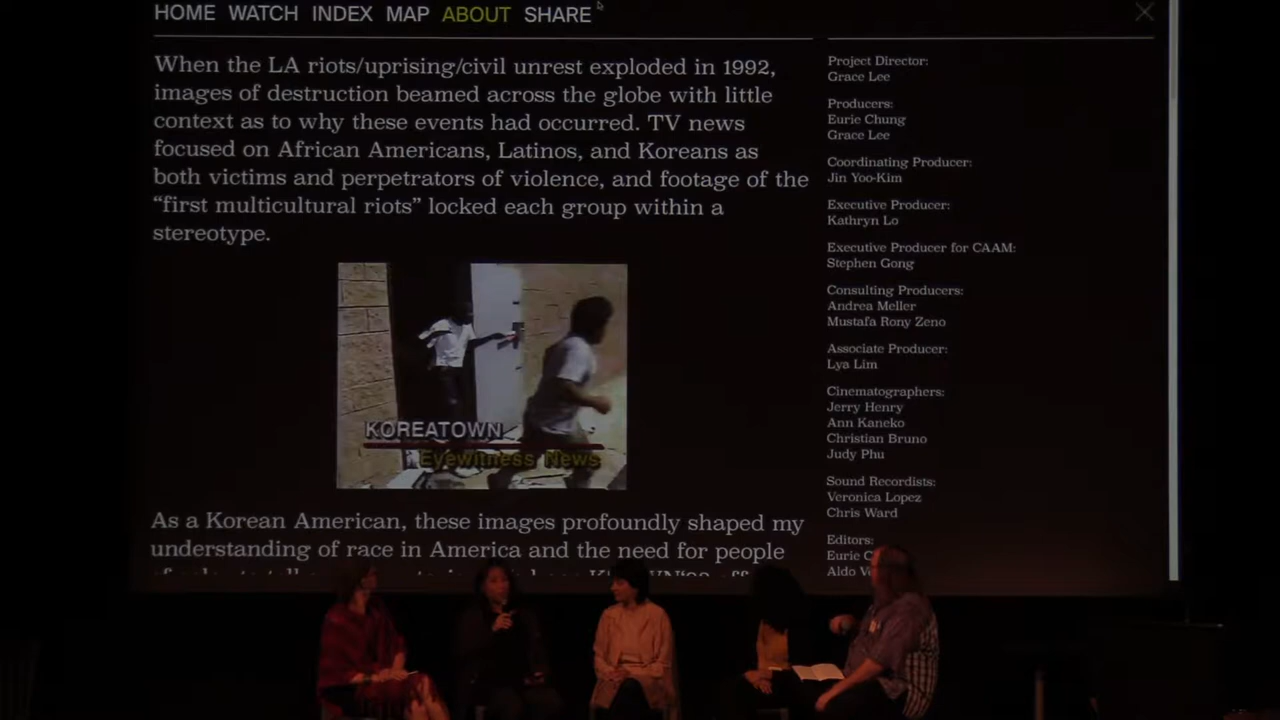 HOME WATCH INDEX MAP ABOUT SHARE
When the LA riots/uprising/civil unrest exploded in 1992,
images of destruction beamed across the globe with little
context as to why these events had occurred. TV news
focused on African Americans, Latinos, and Koreans as
both victims and perpetrators of violence, and footage of the
“first multicultural riots” locked each group within a
stereotype.
KOREATOWN
Eyewitness News
As a Korean American, these images profoundly shaped my
understanding of race in America and the need for people
Project Director:
Grace Lee
Producers:
Eurie Chung
Grace Lee
Coordinating Producer:
Jin Yoo-Kim
Executive Producer:
Kathryn Lo
Executive Producer for CAAM:
Stephen Gong
Consulting Producers:
Andrea Meller
Mustafa Rony Zeno
Associate Producer:
Lya Lim
Cinematographers:
Jerry Henry
Ann Kaneko
Christian Bruno
Judy Phu
Sound Recordists:
Veronica Lopez
Chris Ward
Editors:
Eurie
Aldo